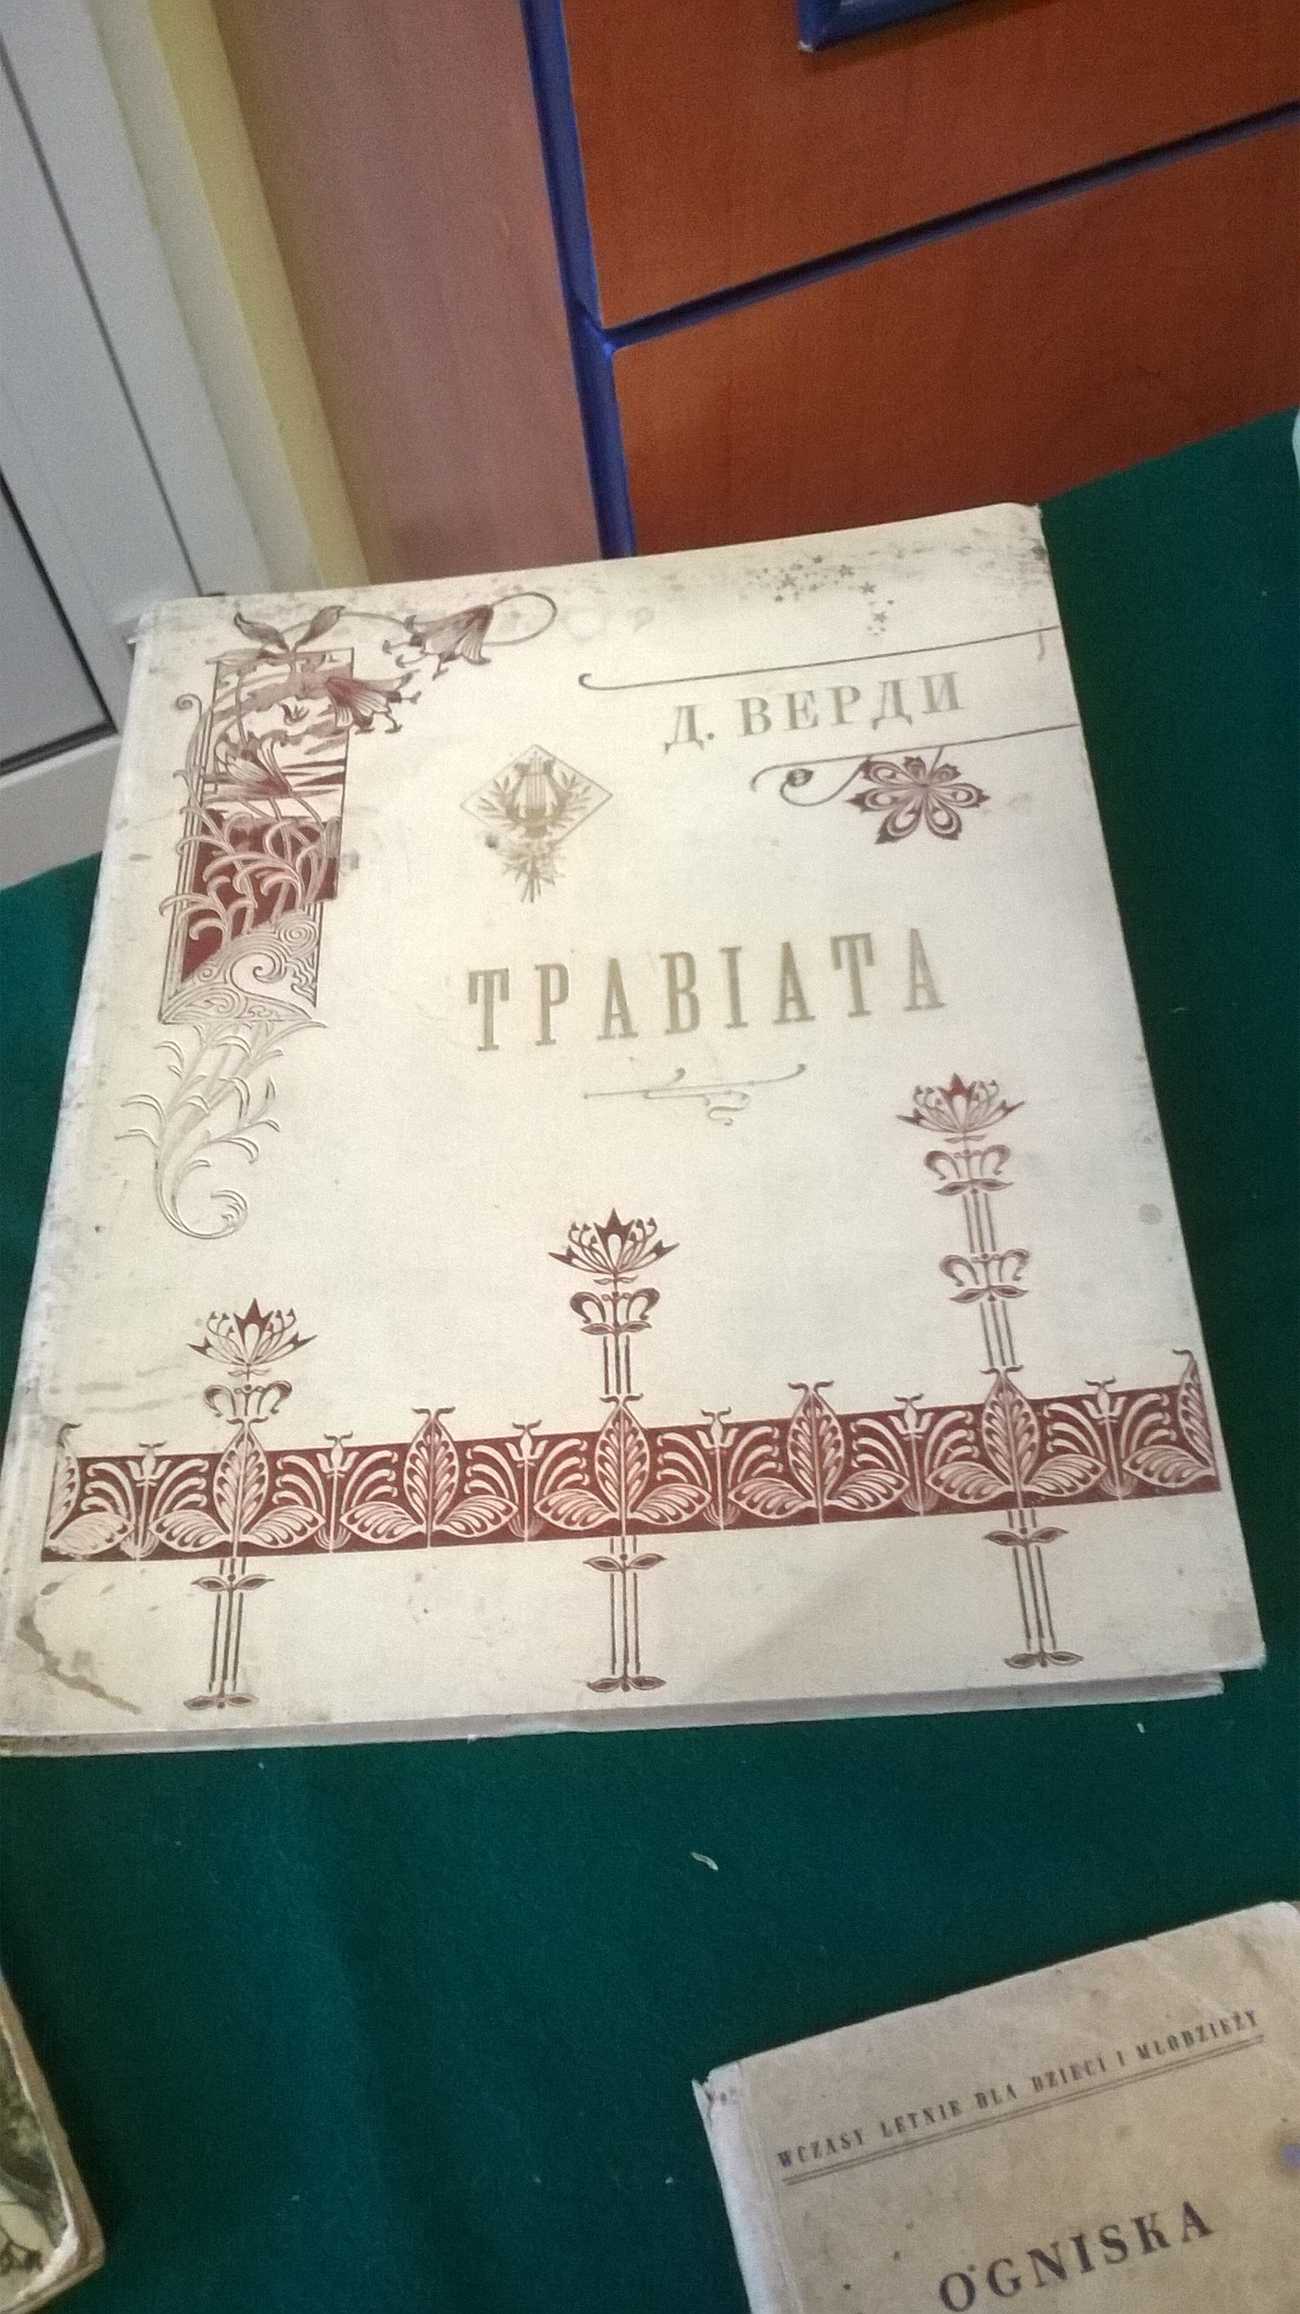 Д. ВЕРДИ
ТРАВІАТА
WCZASY LETNIE DLA DZIECI I MŁODZIEŻY
OGNISKA